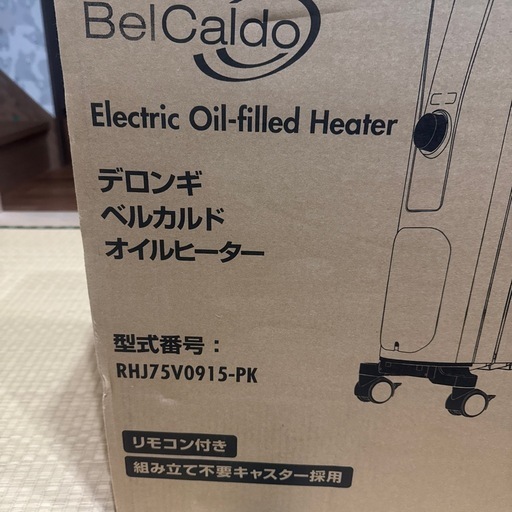 BelCaldo
Electric Oil-filled Heater
デロンギ
ベルカルド
オイルヒーター
型式番号：
RHJ75V0915-PK
リモコン付き
組み立て不要キャスター採用